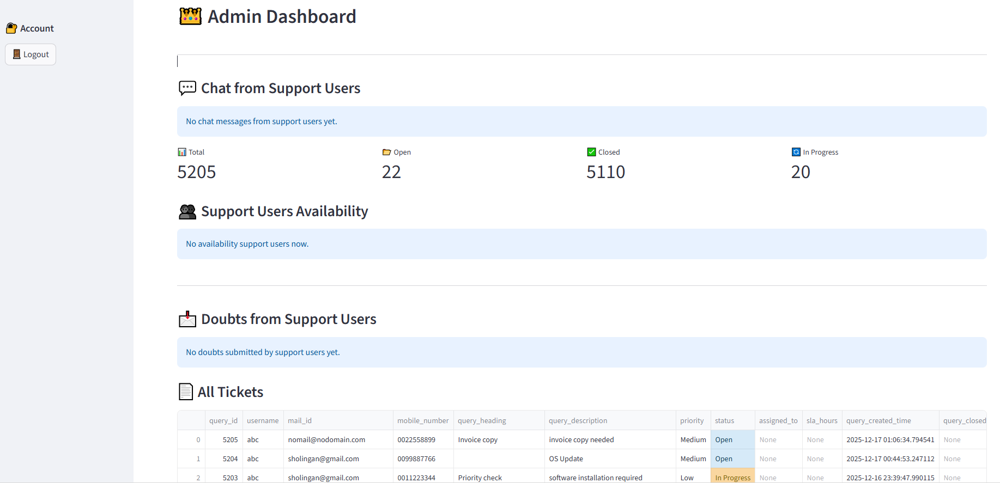 Account
Logout
Admin Dashboard
Chat from Support Users
No chat messages from support users yet.
Total Open Closed In Progress
5205 22 5110 20
Support Users Availability
No availability support users now.
Doubts from Support Users
No doubts submitted by support users yet.
All Tickets
query_id username mail_id mobile_number query_heading query_description priority status assigned_to sla_hours query_created_time query_closed
0 5205 abc nomail@nodomain.com 0022558899 Invoice copy invoice copy needed Medium Open None None 2025-12-17 01:06:34.794541 None
1 5204 abc sholingan@gmail.com 0099887766 OS Update Medium Open None None 2025-12-17 00:44:53.247112 None
2 5203 abc sholingan@gmail.com 0011223344 Priority check software installation required Low In Progress None None 2025-12-16 23:39:47.990115 None